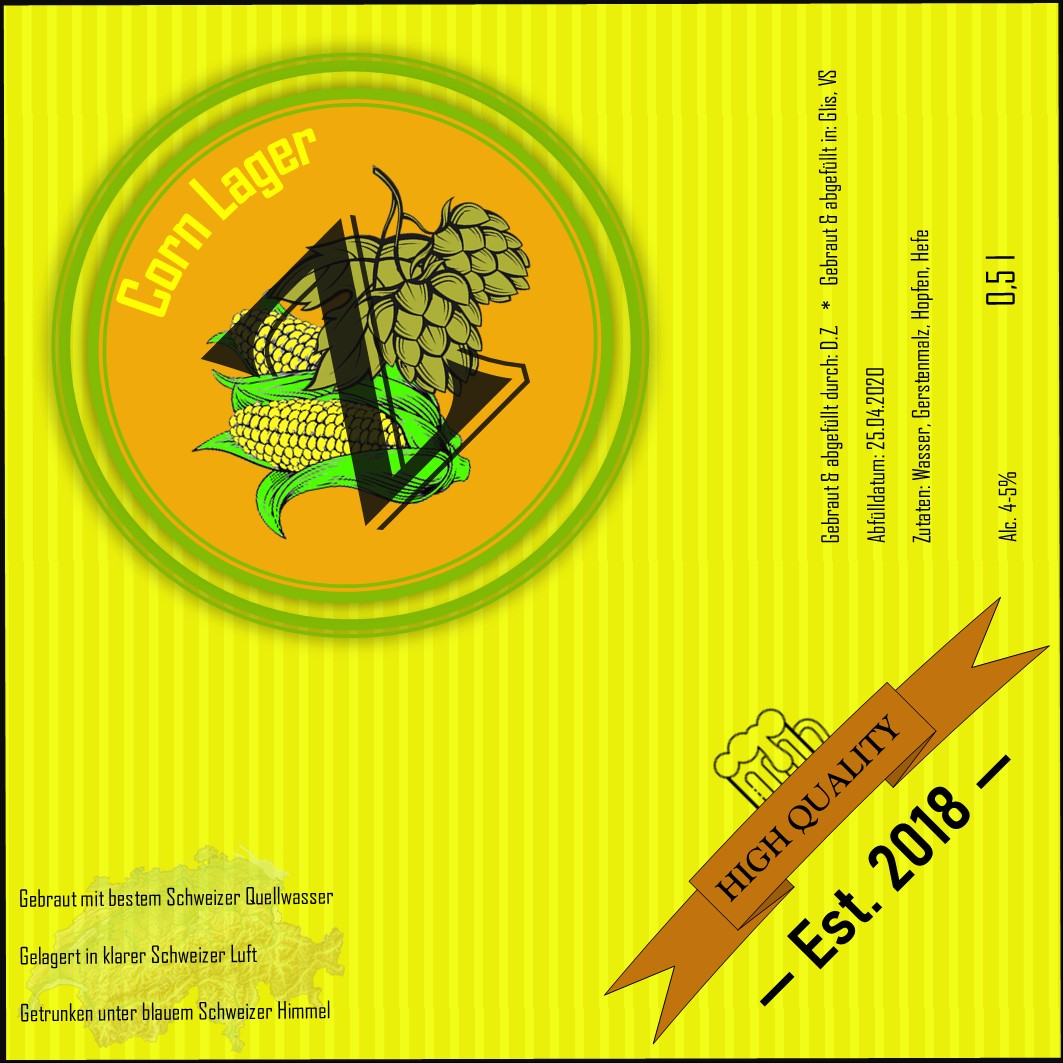 Corn Lager
Gebraut & abgefüllt durch: D.Z * Gebraut & abgefüllt in: Glis, VS
Abfülldatum: 25.04.2020
Zutaten: Wasser, Gerstenmalz, Hopfen, Hefe
Alc. 4-5% 0,5 l
HIGH QUALITY
— Est. 2018 —
Gebraut mit bestem Schweizer Quellwasser
Gelagert in klarer Schweizer Luft
Getrunken unter blauem Schweizer Himmel